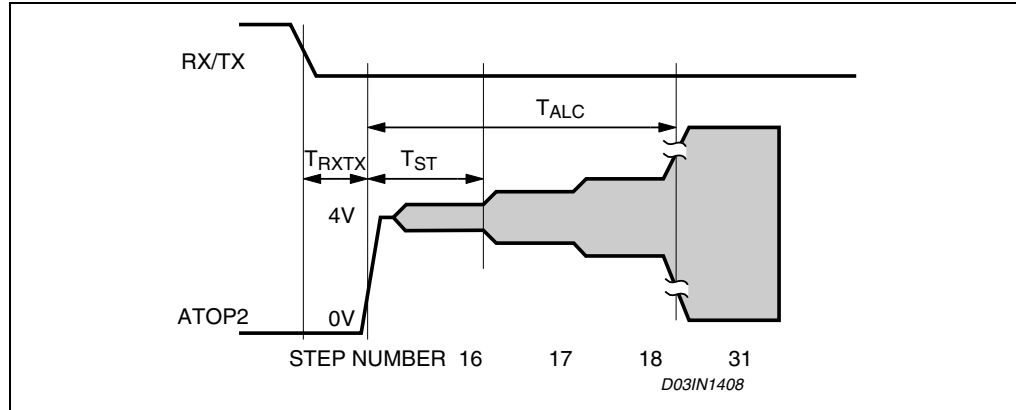 RX/TX
TALC
TRXTX
TST
4V
ATOP2
0V
STEP NUMBER 16 17 18 31
D03IN1408